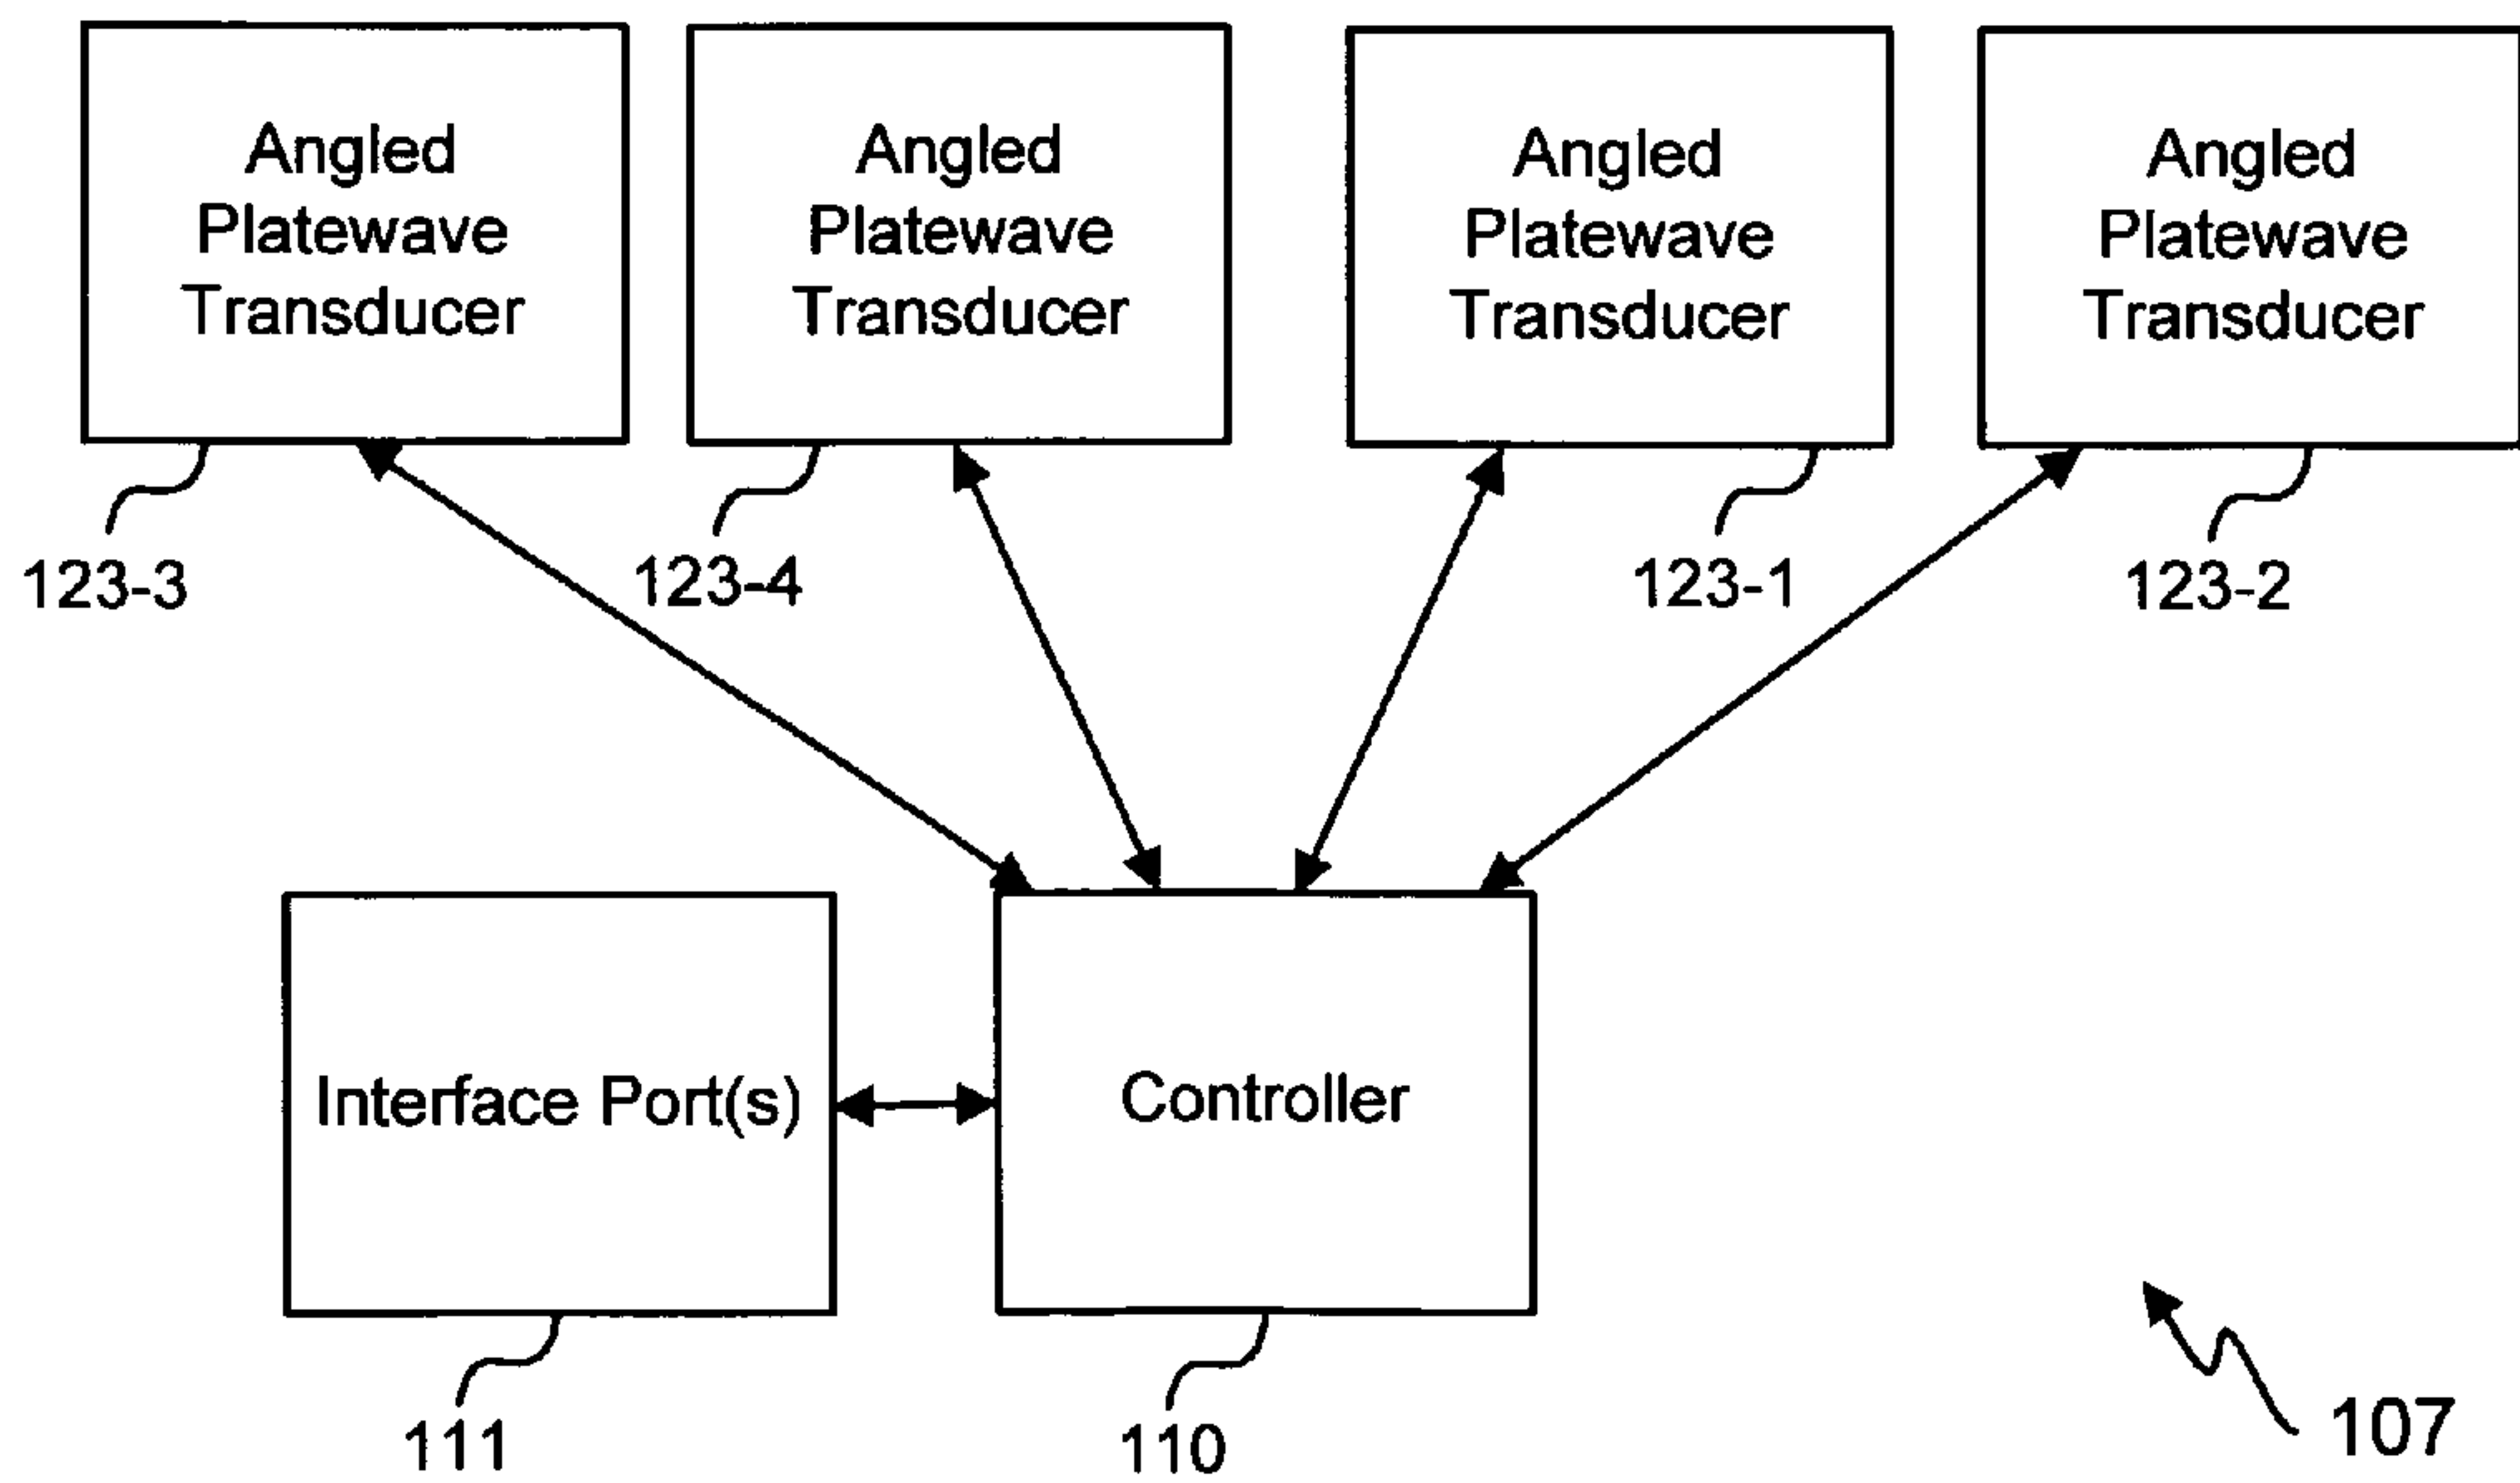 Angled
Platewave
Transducer
Angled
Platewave
Transducer
Angled
Platewave
Transducer
Angled
Platewave
Transducer
123-3
123-4
123-1
123-2
Interface Port(s)
Controller
111
110
107